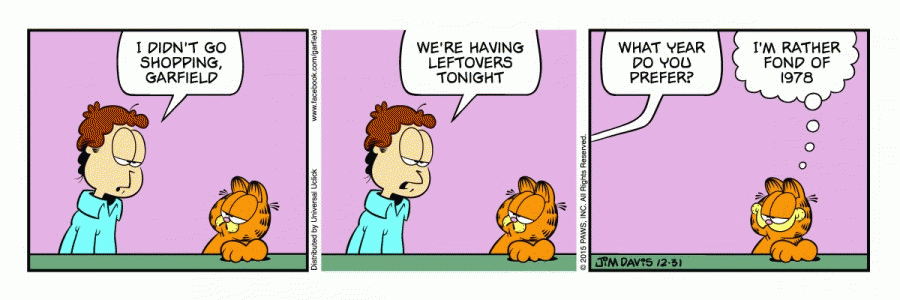 I DIDN'T GO
SHOPPING,
GARFIELD
www.facebook.com/garfield
Distributed by Universal Uclick
WE'RE HAVING
LEFTOVERS
TONIGHT
© 2015 PAWS, INC. All Rights Reserved.
WHAT YEAR
DO YOU
PREFER?
I'M RATHER
FOND OF
1978
JIM DAVIS 12-31